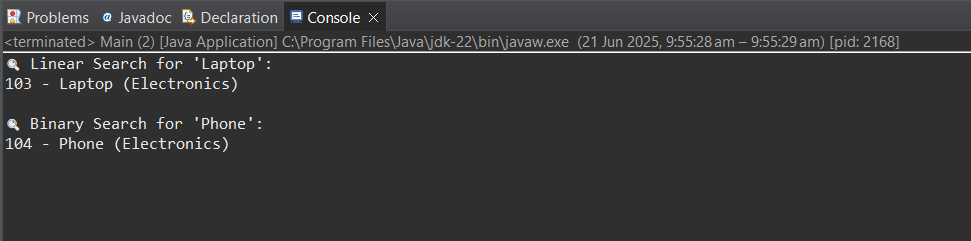 Problems @ Javadoc Declaration Console
<terminated> Main (2) [Java Application] C:\Program Files\Java\jdk-22\bin\javaw.exe (21 Jun 2025, 9:55:28 am – 9:55:29 am) [pid: 2168]
🔍 Linear Search for 'Laptop':
103 - Laptop (Electronics)
🔍 Binary Search for 'Phone':
104 - Phone (Electronics)